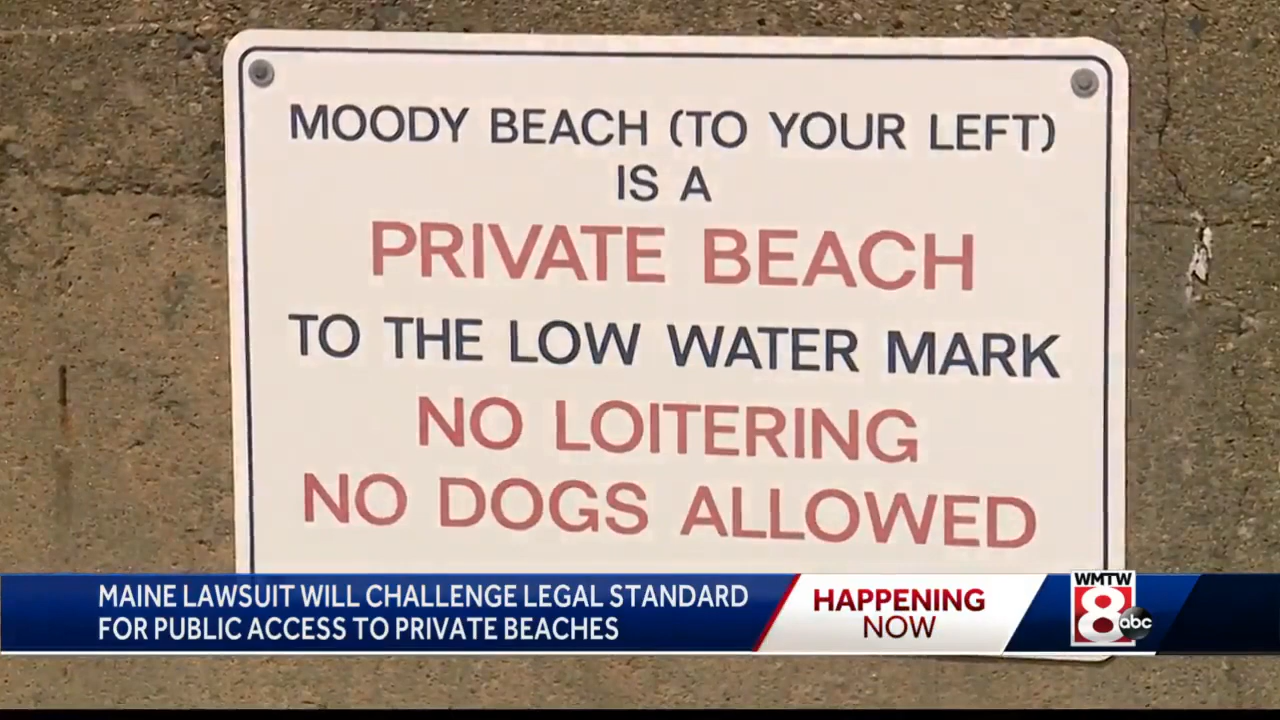 MOODY BEACH (TO YOUR LEFT)
IS A
PRIVATE BEACH
TO THE LOW WATER MARK
NO LOITERING
NO DOGS ALLOWED
MAINE LAWSUIT WILL CHALLENGE LEGAL STANDARD
FOR PUBLIC ACCESS TO PRIVATE BEACHES
HAPPENING
NOW
WMTW
8
abc